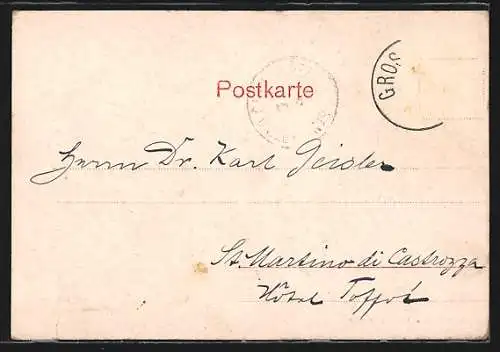 Postkarte
GROS
Herrn Dr. Karl Geisler
St. Martino di Castrozza
Hôtel Toffol